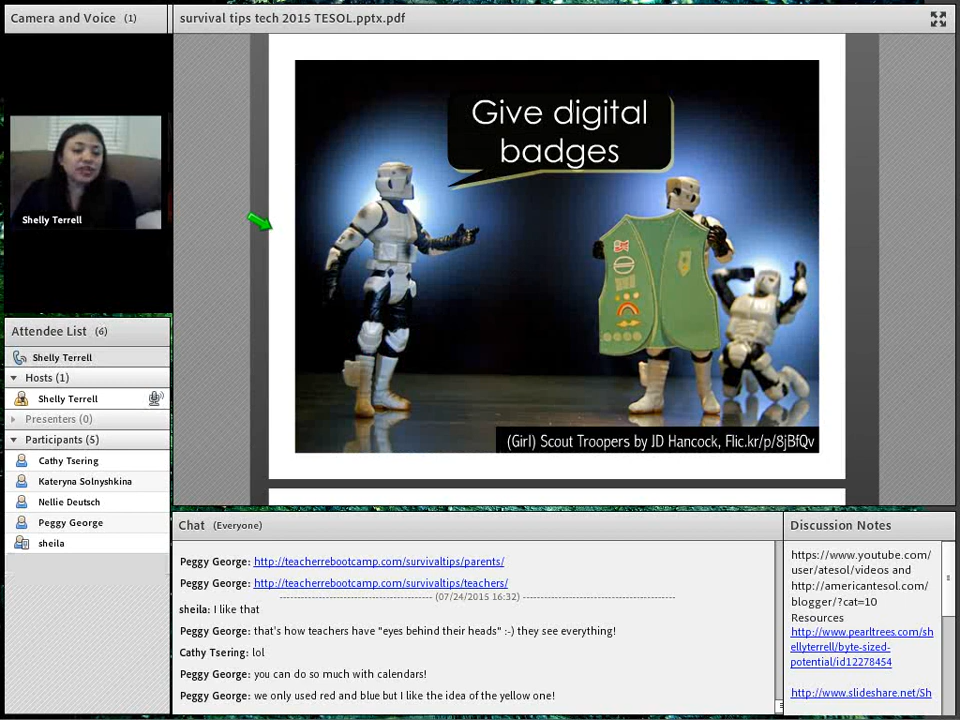 Camera and Voice (1)
survival tips tech 2015 TESOL.pptx.pdf
Give digital
badges
Shelly Terrell
(Girl) Scout Troopers by JD Hancock, Flic.kr/p/8jBfQv
Attendee List (6)
Shelly Terrell
Hosts (1)
Shelly Terrell
Presenters (0)
Participants (5)
Cathy Tsering
Kateryna Solnyshkina
Nellie Deutsch
Peggy George
sheila
Chat (Everyone)
Peggy George: http://teacherrebootcamp.com/survivaltips/parents/
Peggy George: http://teacherrebootcamp.com/survivaltips/teachers/
(07/24/2015 16:32)
sheila: I like that
Peggy George: that's how teachers have "eyes behind their heads" :-) they see everything!
Cathy Tsering: lol
Peggy George: you can do so much with calendars!
Peggy George: we only used red and blue but I like the idea of the yellow one!
Discussion Notes
https://www.youtube.com/
user/atesol/videos and
http://americantesol.com/
blogger/?cat=10
Resources
http://www.pearltrees.com/sh
ellyterrell/byte-sized-
potential/id12278454
http://www.slideshare.net/Sh